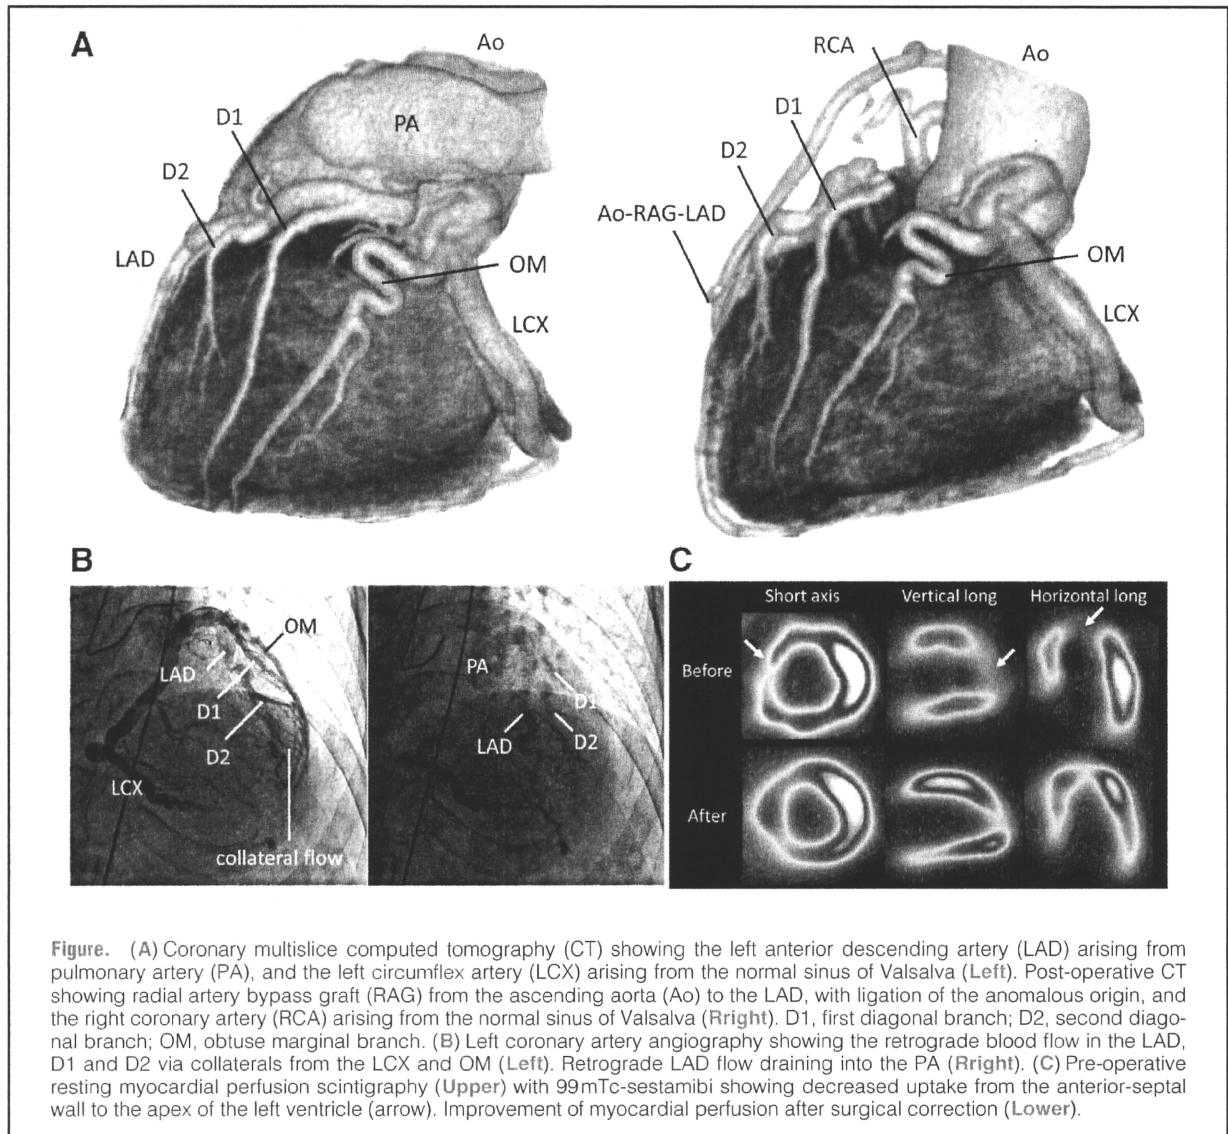 A
Ao
PA
D1
D2
LAD
OM
LCX
RCA
Ao
D1
D2
Ao-RAG-LAD
OM
LCX
B
OM
LAD
D1
D2
LCX
collateral flow
PA
D1
LAD
D2
C
Short axis Vertical long Horizontal long
Before
After
Figure. (A) Coronary multislice computed tomography (CT) showing the left anterior descending artery (LAD) arising from
pulmonary artery (PA), and the left circumflex artery (LCX) arising from the normal sinus of Valsalva (Left). Post-operative CT
showing radial artery bypass graft (RAG) from the ascending aorta (Ao) to the LAD, with ligation of the anomalous origin, and
the right coronary artery (RCA) arising from the normal sinus of Valsalva (Rright). D1, first diagonal branch; D2, second diago-
nal branch; OM, obtuse marginal branch. (B) Left coronary artery angiography showing the retrograde blood flow in the LAD,
D1 and D2 via collaterals from the LCX and OM (Left). Retrograde LAD flow draining into the PA (Rright). (C) Pre-operative
resting myocardial perfusion scintigraphy (Upper) with 99mTc-sestamibi showing decreased uptake from the anterior-septal
wall to the apex of the left ventricle (arrow). Improvement of myocardial perfusion after surgical correction (Lower).